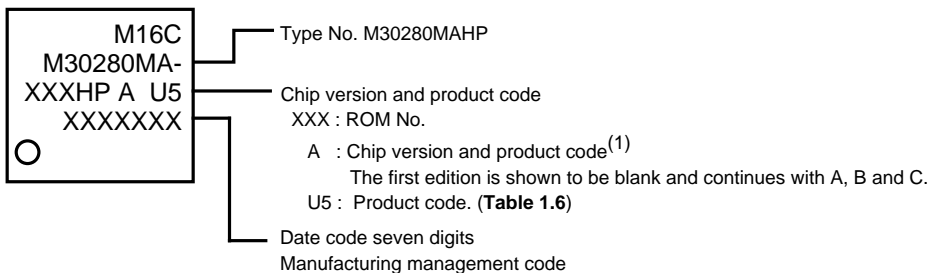 M16C
M30280MA-
XXXHP A U5
XXXXXXX
Type No. M30280MAHP
Chip version and product code
XXX : ROM No.
A : Chip version and product code(1)
The first edition is shown to be blank and continues with A, B and C.
U5 : Product code. (Table 1.6)
Date code seven digits
Manufacturing management code